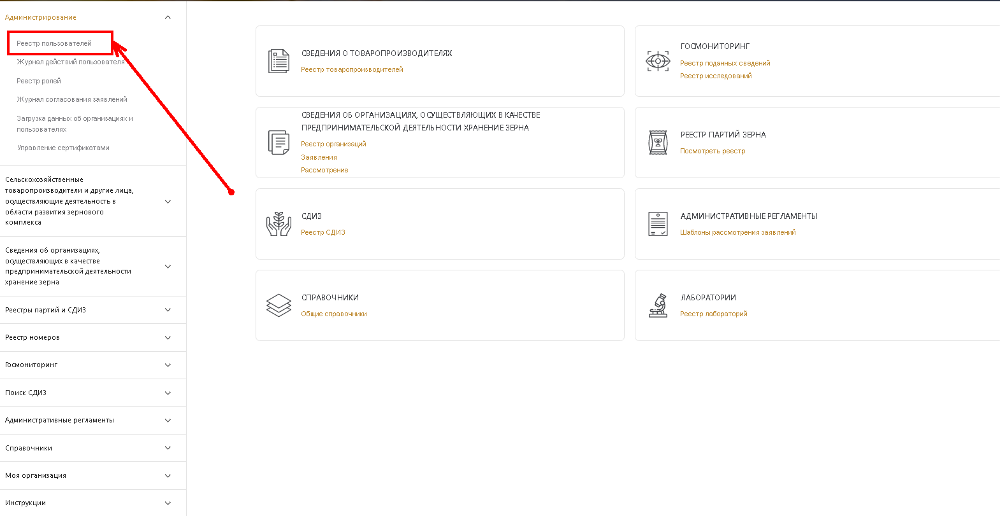 Администрирование
Реестр пользователей
Журнал действий пользователя
Реестр ролей
Журнал согласования заявлений
Загрузка данных об организациях и
пользователях
Управление сертификатами
Сельскохозяйственные
товаропроизводители и другие лица,
осуществляющие деятельность в
области развития зернового
комплекса
Сведения об организациях,
осуществляющих в качестве
предпринимательской деятельности
хранение зерна
Реестры партий и СДИЗ
Реестр номеров
Госмониторинг
Поиск СДИЗ
Административные регламенты
Справочники
Моя организация
Инструкции
СВЕДЕНИЯ О ТОВАРОПРОИЗВОДИТЕЛЯХ
Реестр товаропроизводителей
ГОСМОНИТОРИНГ
Реестр поданных сведений
Реестр исследований
СВЕДЕНИЯ ОБ ОРГАНИЗАЦИЯХ, ОСУЩЕСТВЛЯЮЩИХ В КАЧЕСТВЕ
ПРЕДПРИНИМАТЕЛЬСКОЙ ДЕЯТЕЛЬНОСТИ ХРАНЕНИЕ ЗЕРНА
Реестр организаций
Заявления
Рассмотрение
РЕЕСТР ПАРТИЙ ЗЕРНА
Посмотреть реестр
СДИЗ
Реестр СДИЗ
АДМИНИСТРАТИВНЫЕ РЕГЛАМЕНТЫ
Шаблоны рассмотрения заявлений
СПРАВОЧНИКИ
Общие справочники
ЛАБОРАТОРИИ
Реестр лабораторий